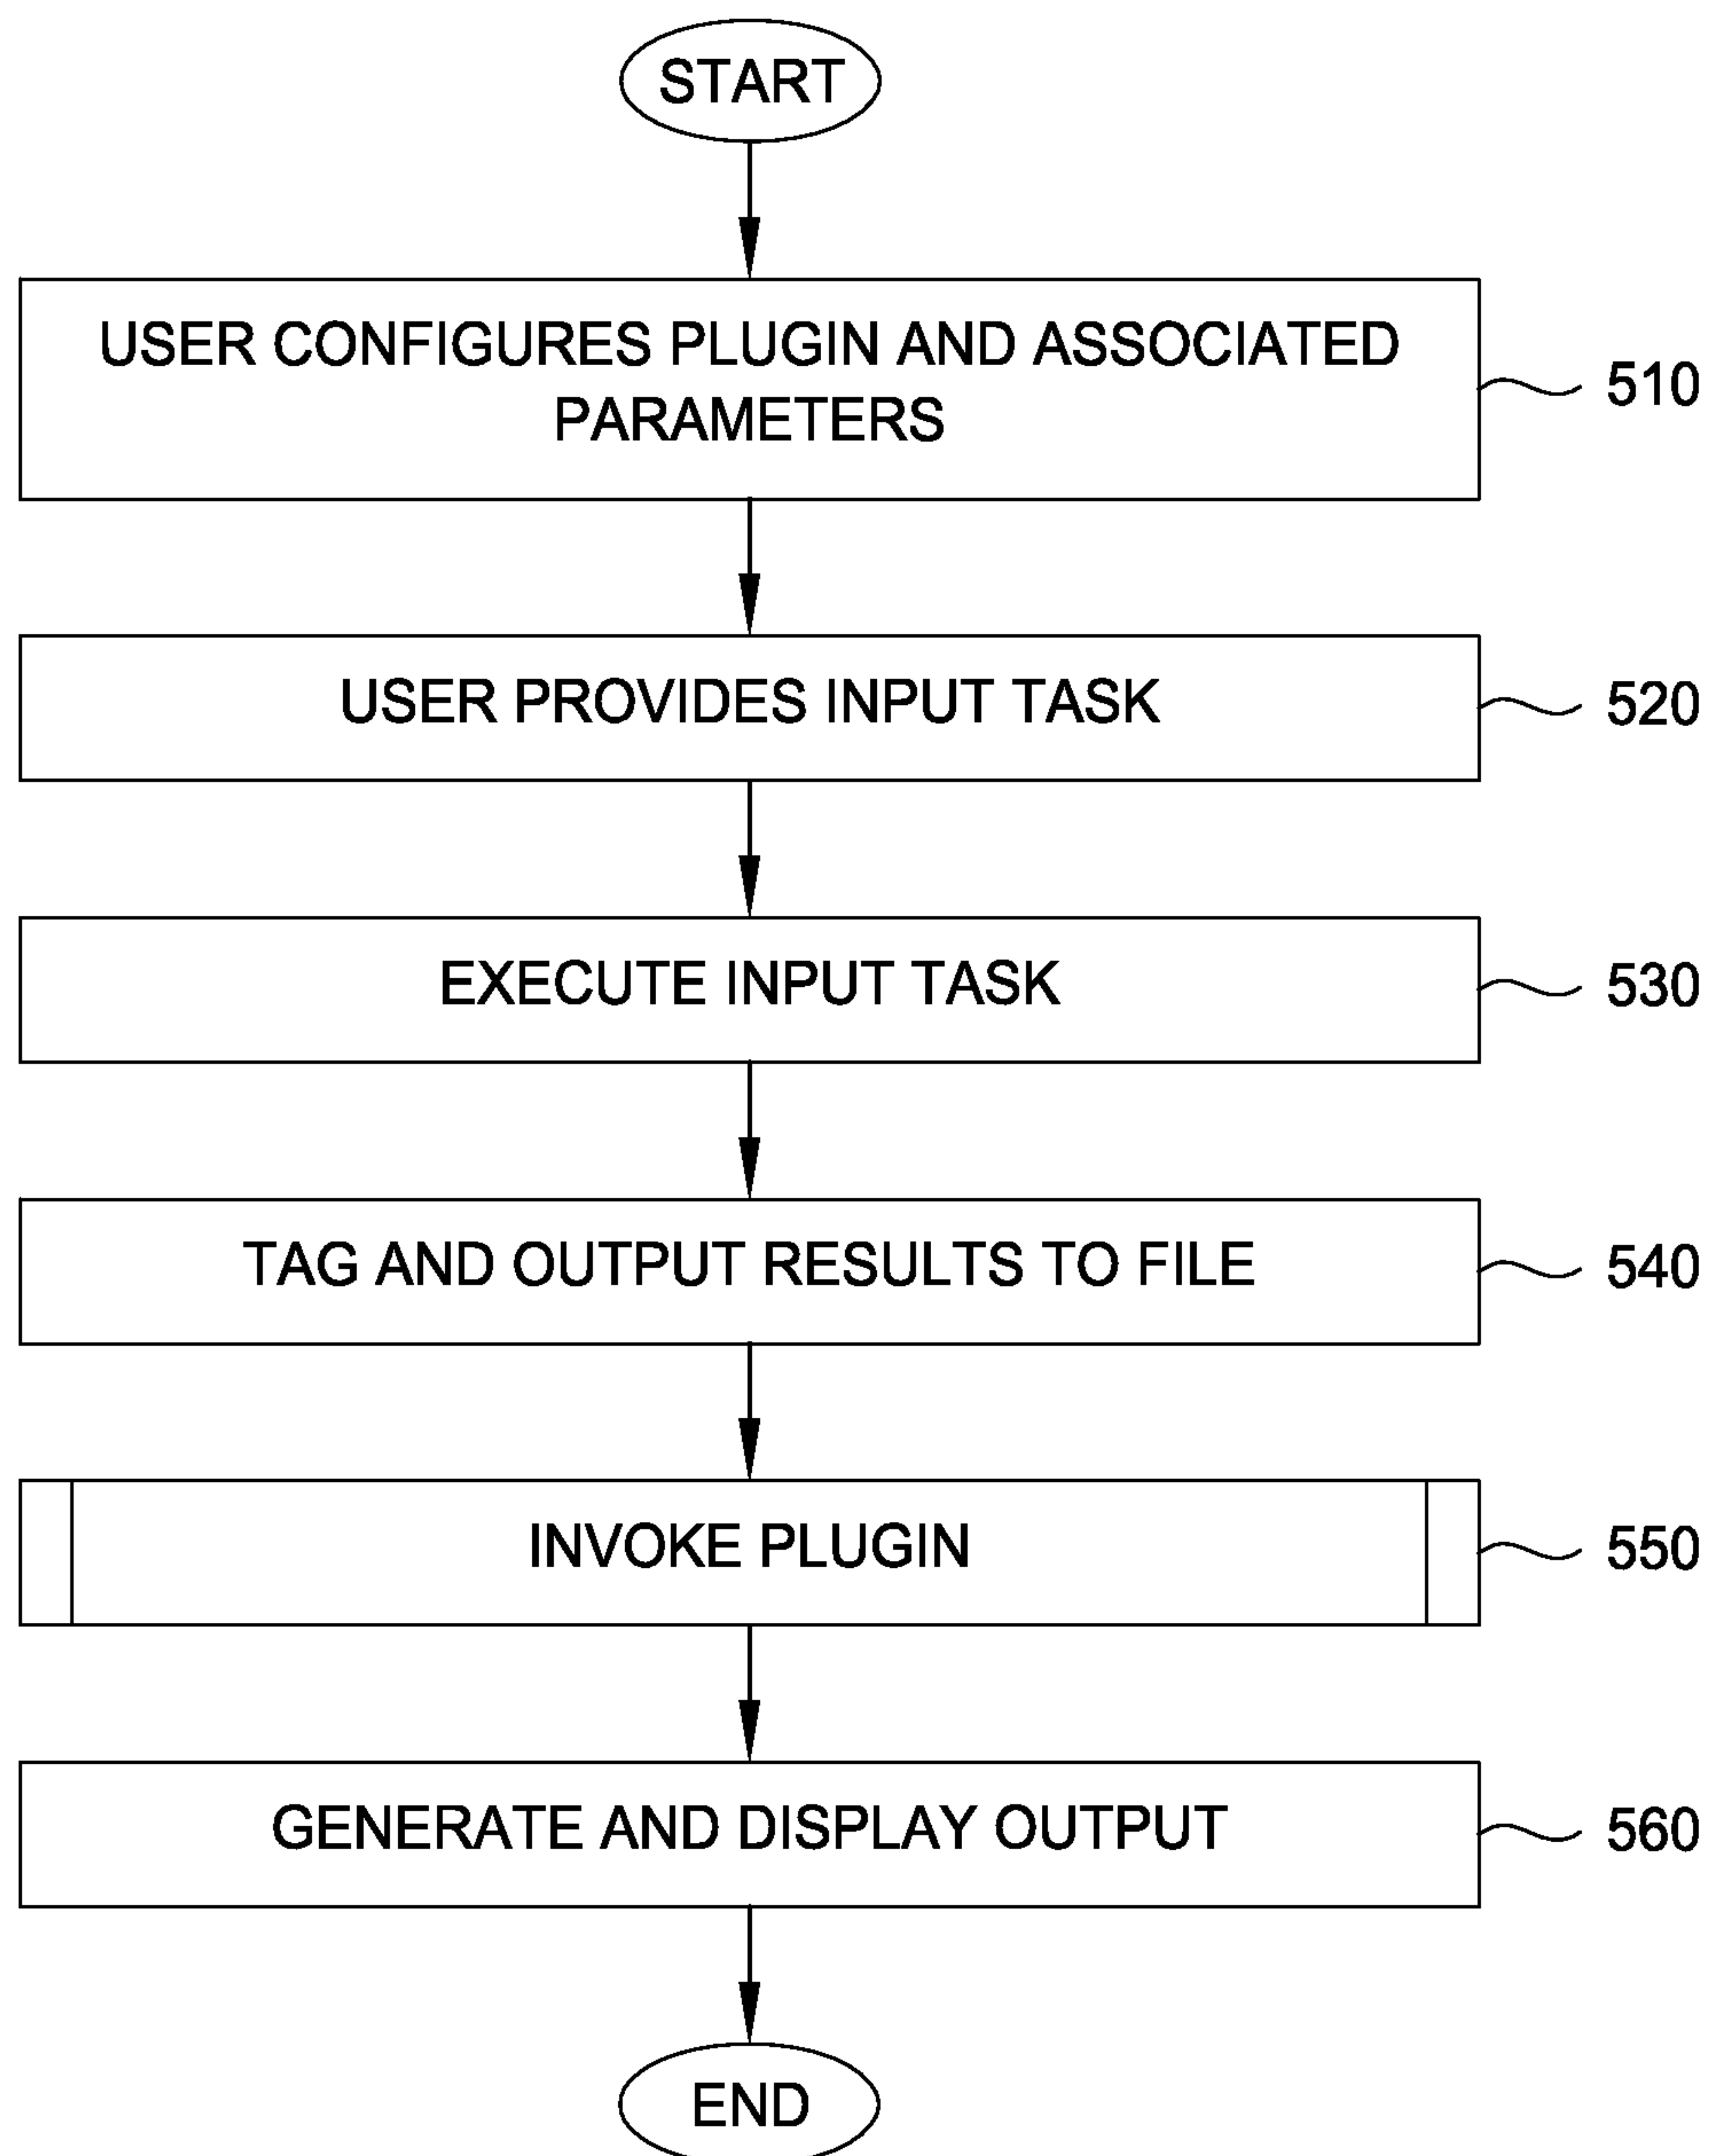 START
USER CONFIGURES PLUGIN AND ASSOCIATED
PARAMETERS
510
USER PROVIDES INPUT TASK
520
EXECUTE INPUT TASK
530
TAG AND OUTPUT RESULTS TO FILE
540
INVOKE PLUGIN
550
GENERATE AND DISPLAY OUTPUT
560
END